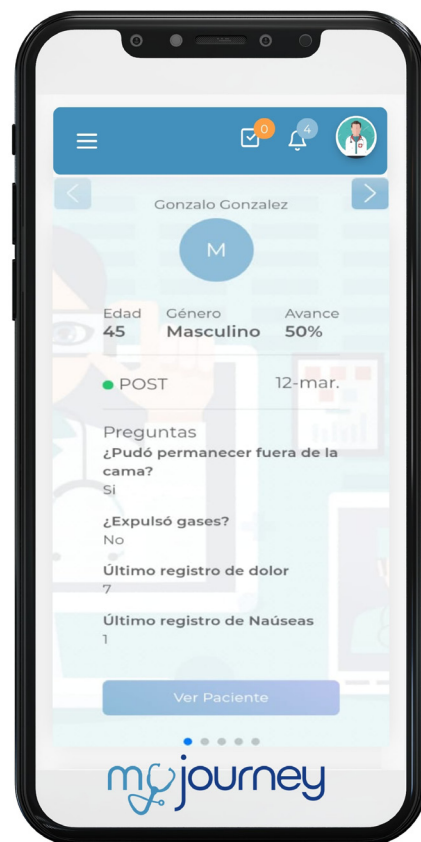 0
4
Gonzalo Gonzalez
M
Edad Género Avance
45 Masculino 50%
POST 12-mar.
Preguntas
¿Pudó permanecer fuera de la
cama?
Si
¿Expulsó gases?
No
Último registro de dolor
7
Último registro de Naúseas
1
Ver Paciente
myjourney